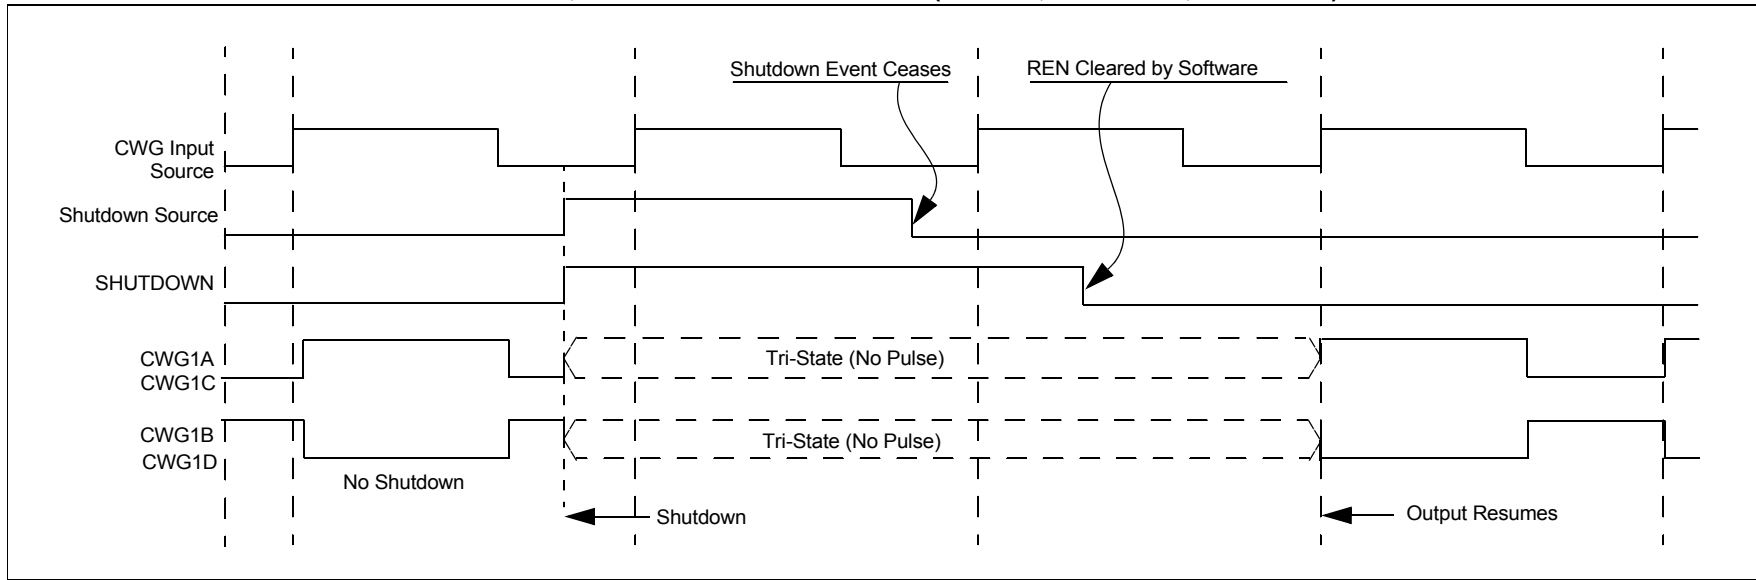 Shutdown Event Ceases
REN Cleared by Software
CWG Input
Source
Shutdown Source
SHUTDOWN
CWG1A
CWG1C
Tri-State (No Pulse)
CWG1B
CWG1D
Tri-State (No Pulse)
No Shutdown
Shutdown
Output Resumes